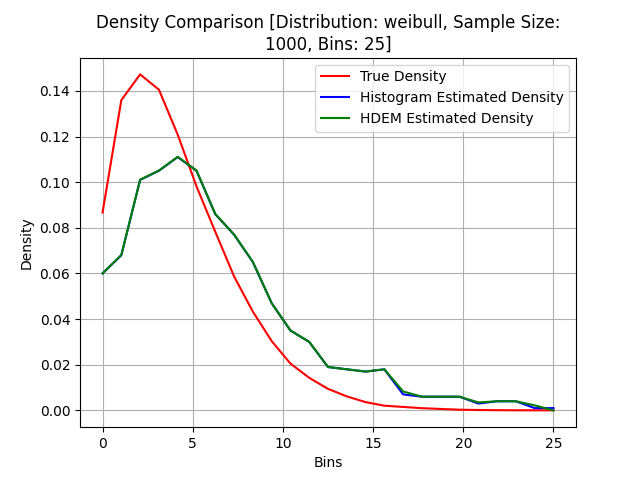 Density Comparison [Distribution: weibull, Sample Size:
1000, Bins: 25]
True Density
Histogram Estimated Density
HDEM Estimated Density
Density
0.14
0.12
0.10
0.08
0.06
0.04
0.02
0.00
0 5 10 15 20 25
Bins